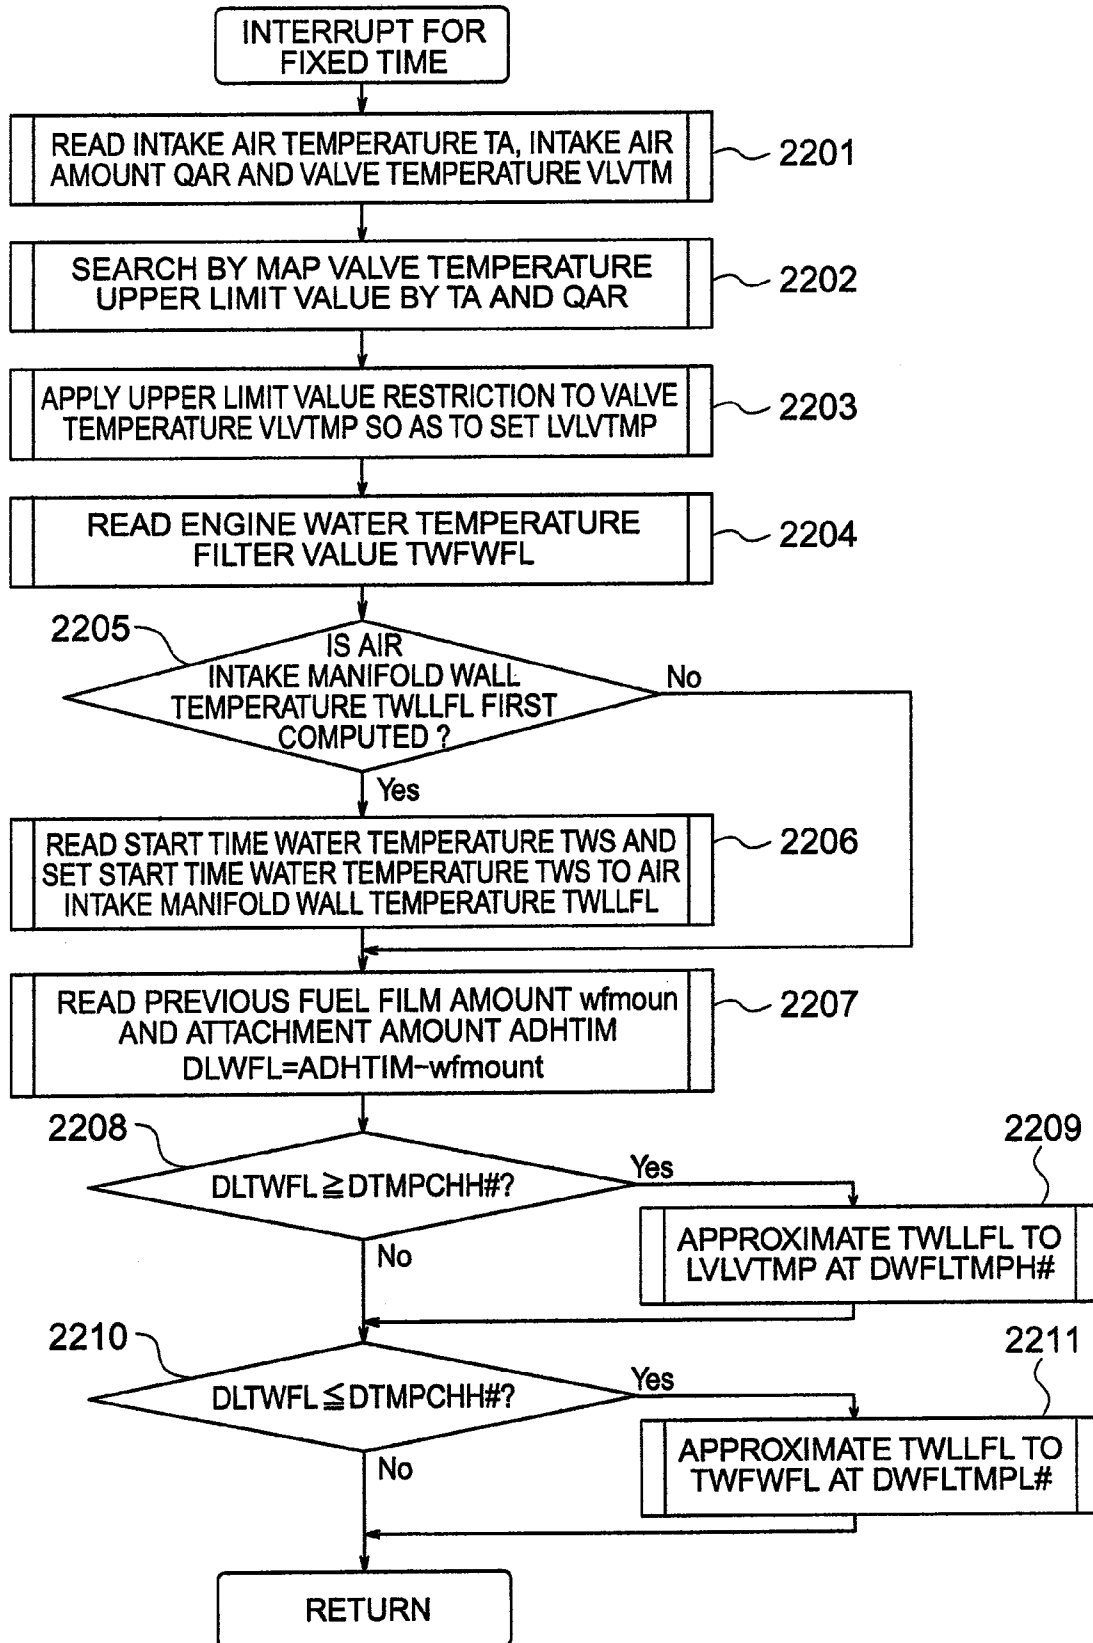 INTERRUPT FOR
FIXED TIME
READ INTAKE AIR TEMPERATURE TA, INTAKE AIR
AMOUNT QAR AND VALVE TEMPERATURE VLVTM
2201
SEARCH BY MAP VALVE TEMPERATURE
UPPER LIMIT VALUE BY TA AND QAR
2202
APPLY UPPER LIMIT VALUE RESTRICTION TO VALVE
TEMPERATURE VLVTMP SO AS TO SET LVLVTMP
2203
READ ENGINE WATER TEMPERATURE
FILTER VALUE TWFWFL
2204
2205
IS AIR
INTAKE MANIFOLD WALL
TEMPERATURE TWLLFL FIRST
COMPUTED ?
No
Yes
READ START TIME WATER TEMPERATURE TWS AND
SET START TIME WATER TEMPERATURE TWS TO AIR
INTAKE MANIFOLD WALL TEMPERATURE TWLLFL
2206
READ PREVIOUS FUEL FILM AMOUNT wfmoun
AND ATTACHMENT AMOUNT ADHTIM
DLWFL=ADHTIM-wfmount
2207
2208
DLTWFL≧DTMPCHH#?
Yes
No
2209
APPROXIMATE TWLLFL TO
LVLVTMP AT DWFLTMPH#
2210
DLTWFL≦DTMPCHH#?
Yes
No
2211
APPROXIMATE TWLLFL TO
TWFWFL AT DWFLTMPL#
RETURN